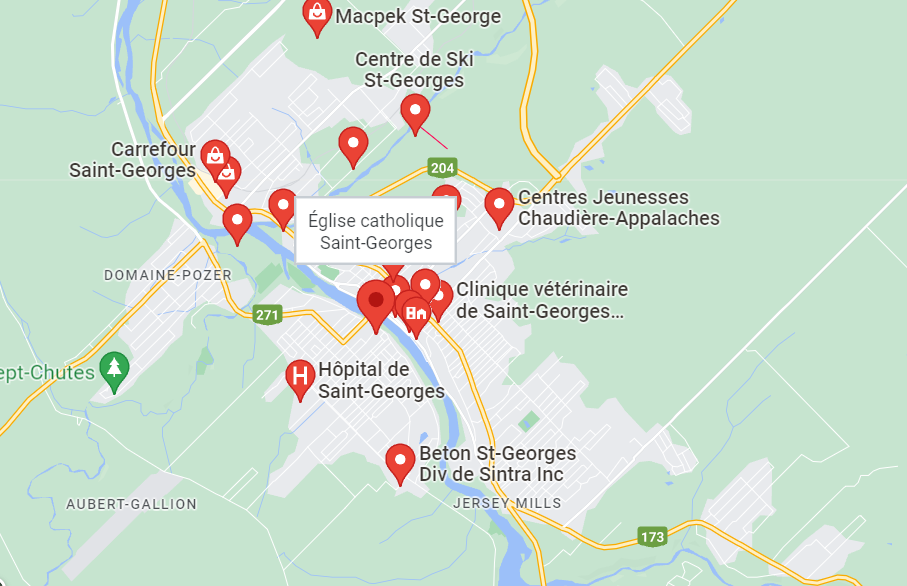 Macpek St-George
Centre de Ski
St-Georges
Carrefour
Saint-Georges
204
Centres Jeunesses
Chaudière-Appalaches
Église catholique
Saint-Georges
DOMAINE-POZER
Clinique vétérinaire
de Saint-Georges...
271
ept-Chutes
H
Hôpital de
Saint-Georges
Beton St-Georges
Div de Sintra Inc
AUBERT-GALLION
JERSEY MILLS
173